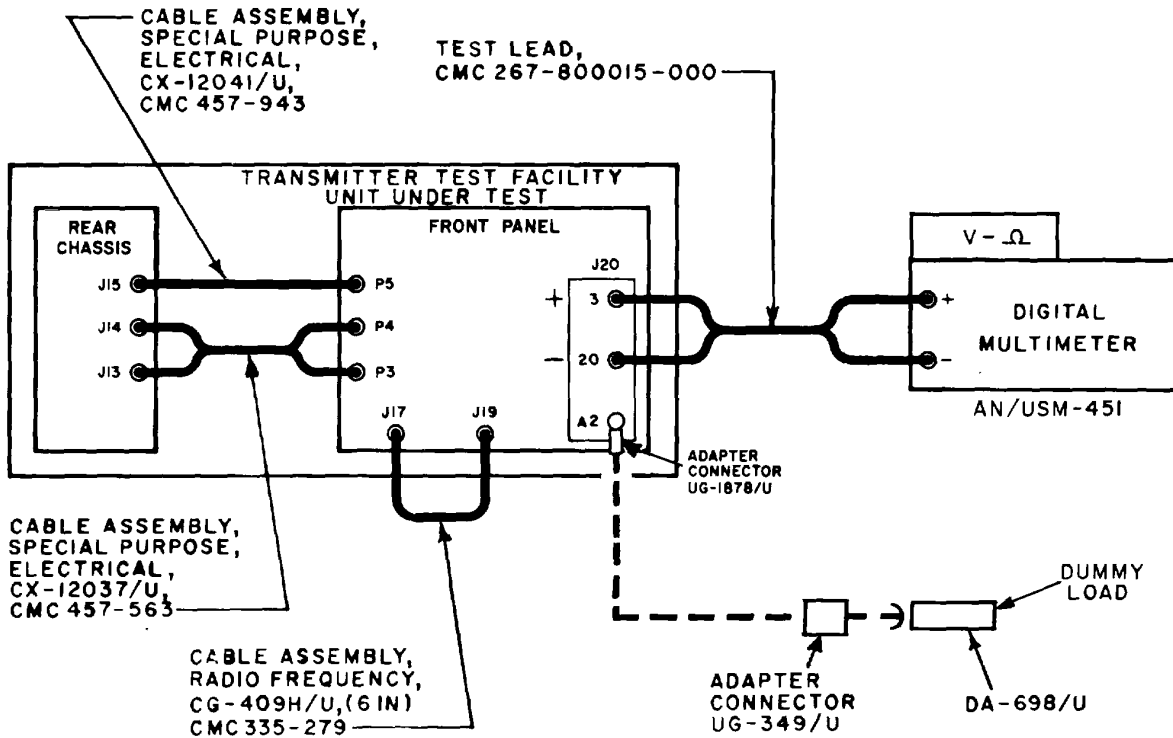 CABLE ASSEMBLY,
SPECIAL PURPOSE,
ELECTRICAL,
CX-12041/U,
CMC 457-943
TEST LEAD,
CMC 267-800015-000
TRANSMITTER TEST FACILITY
UNIT UNDER TEST
REAR
CHASSIS
J15
J14
J13
FRONT PANEL
P5
P4
P3
J17
J19
J20
+
3
-
20
A2
ADAPTER
CONNECTOR
UG-1878/U
V-Ω
+
-
DIGITAL
MULTIMETER
AN/USM-451
CABLE ASSEMBLY,
SPECIAL PURPOSE,
ELECTRICAL,
CX-12037/U,
CMC 457-563
CABLE ASSEMBLY,
RADIO FREQUENCY,
CG-409H/U,(6 IN)
CMC 335-279
ADAPTER
CONNECTOR
UG-349/U
DUMMY
LOAD
DA-698/U